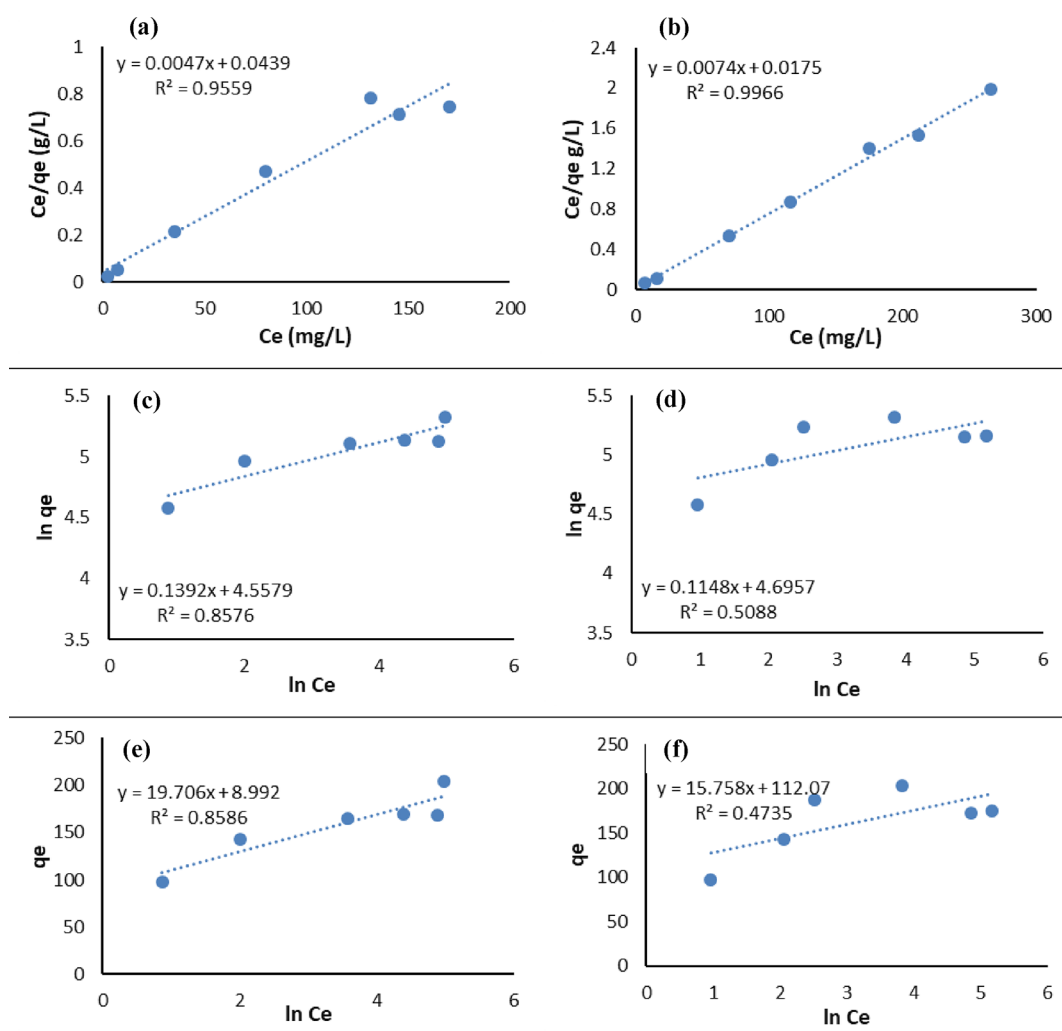 (a)
y = 0.0047x + 0.0439
R² = 0.9559
Ce/qe (g/L)
1
0.8
0.6
0.4
0.2
0
0 50 100 150 200
Ce (mg/L)
(b)
y = 0.0074x + 0.0175
R² = 0.9966
Ce/qe g/L)
2.4
2
1.6
1.2
0.8
0.4
0
0 100 200 300
Ce (mg/L)
(c)
5.5
5
4.5
4
3.5
ln qe
y = 0.1392x + 4.5579
R² = 0.8576
0 2 4 6
ln Ce
(d)
5.5
5
4.5
4
3.5
ln qe
y = 0.1148x + 4.6957
R² = 0.5088
0 1 2 3 4 5 6
ln Ce
(e)
250
200
150
100
50
0
qe
y = 19.706x + 8.992
R² = 0.8586
0 2 4 6
ln Ce
(f)
250
200
150
100
50
0
qe
y = 15.758x + 112.07
R² = 0.4735
0 1 2 3 4 5 6
ln Ce